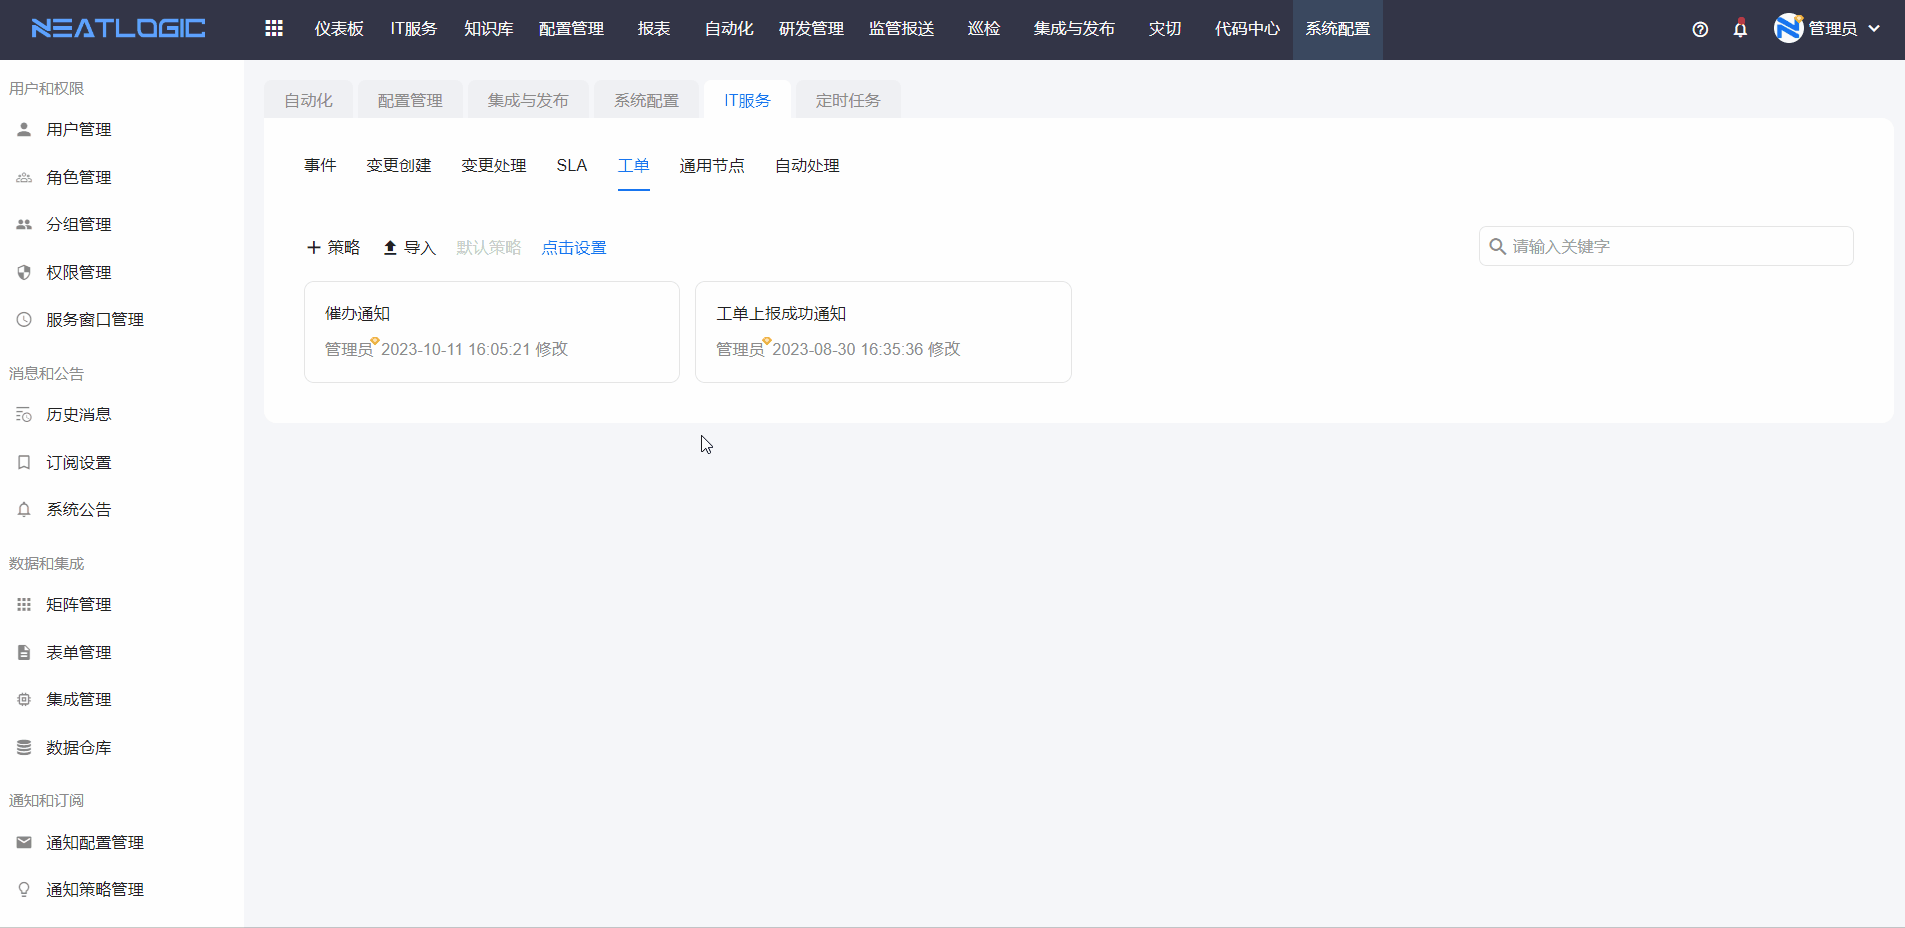 NEATLOGIC 仪表板 IT服务 知识库 配置管理 报表 自动化 研发管理 监管报送 巡检 集成与发布 灾切 代码中心 系统配置 管理员
用户和权限
用户管理
角色管理
分组管理
权限管理
服务窗口管理
消息和公告
历史消息
订阅设置
系统公告
数据和集成
矩阵管理
表单管理
集成管理
数据仓库
通知和订阅
通知配置管理
通知策略管理
自动化 配置管理 集成与发布 系统配置 IT服务 定时任务
事件 变更创建 变更处理 SLA 工单 通用节点 自动处理
策略 导入 默认策略 点击设置 请输入关键字
催办通知
管理员 2023-10-11 16:05:21 修改
工单上报成功通知
管理员 2023-08-30 16:35:36 修改